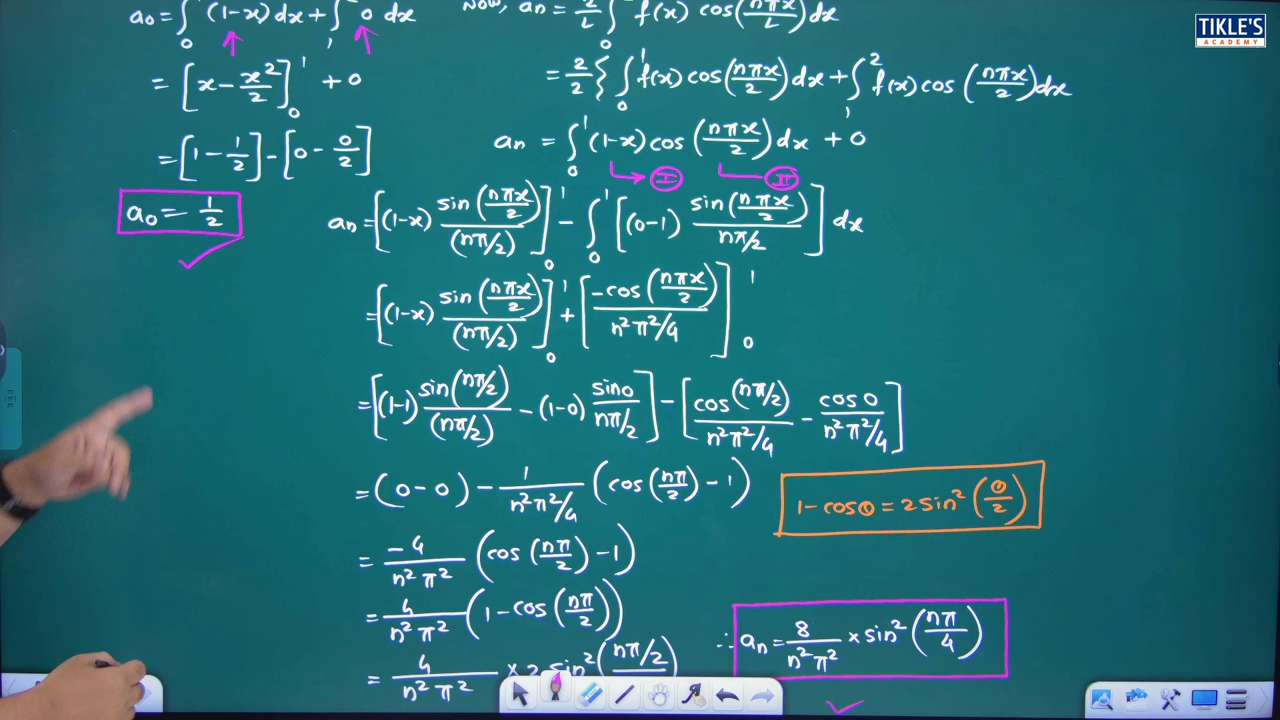 TIKLE'S
ACADEMY
a₀ = ∫₀¹ (1-x) dx + ∫₁ 0 dx
= [x - x²/2]₀¹ + 0
= [1 - 1/2] - [0 - 0/2]
a₀ = 1/2
Now, aₙ = 2/L ∫₀ f(x) cos(nπx/L) dx
= 2/2 { ∫₀¹ f(x) cos(nπx/2) dx + ∫₁² f(x) cos(nπx/2) dx
aₙ = ∫₀¹ (1-x) cos(nπx/2) dx + 0
I II
aₙ = [(1-x) sin(nπx/2)/(nπ/2)]₀¹ - ∫₀¹ [(0-1) sin(nπx/2)/nπ/2] dx
= [(1-x) sin(nπx/2)/(nπ/2)]₀¹ + [-cos(nπx/2)/n²π²/4]₀¹
= [(1-1) sin(nπ/2)/(nπ/2) - (1-0) sin0/nπ/2] - [cos(nπ/2)/n²π²/4 - cos0/n²π²/4]
= (0-0) - 1/n²π²/4 (cos(nπ/2) - 1)
1 - cosθ = 2 sin²(θ/2)
= -4/n²π² (cos(nπ/2) - 1)
= 4/n²π² (1 - cos(nπ/2))
= 4/n²π² × 2 sin²(nπ/2
∴ aₙ = 8/n²π² × sin²(nπ/4)